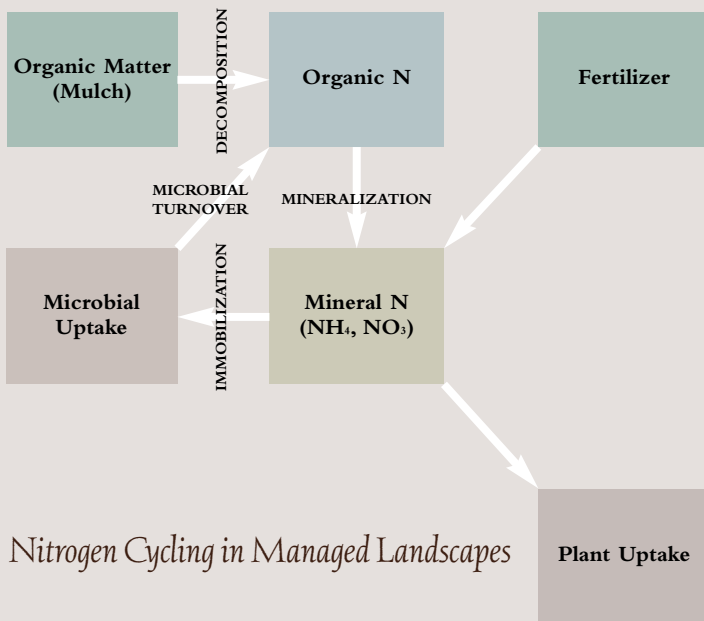 Organic Matter
(Mulch)
DECOMPOSITION
Organic N
Fertilizer
MICROBIAL
TURNOVER
MINERALIZATION
Microbial
Uptake
IMMOBILIZATION
Mineral N
(NH₄, NO₃)
Nitrogen Cycling in Managed Landscapes
Plant Uptake